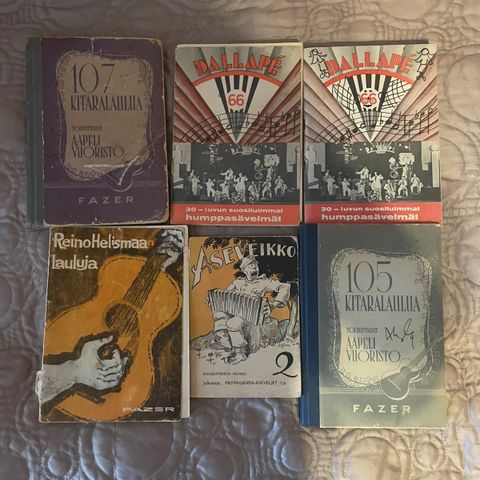 107
KITARALAULUA
TOIMITTANUT
AAPELI
VUORISTO
FAZER
DALLAPÉ
66
30-luvun suosituimmat
humppasävelmät
DALLAPÉ
66
30-luvun suosituimmat
humppasävelmät
Reino Helismaa
lauluja
FAZER
ASEVEIKKO
2
Julkaisija: PROPAGANDA-ASEVELJET r.y.
105
KITARALAULUA
TOIMITTANUT
AAPELI
VUORISTO
FAZER